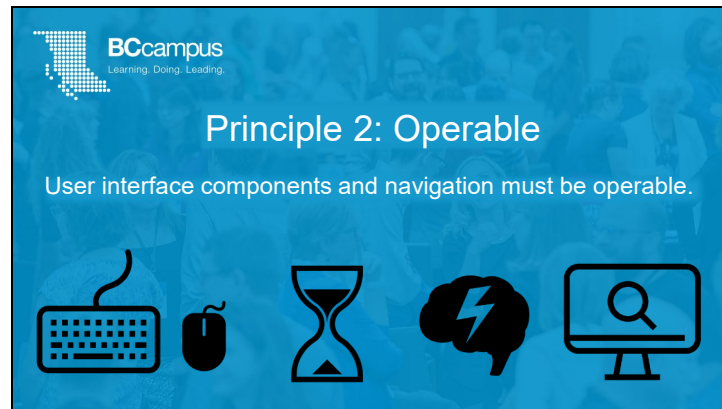 BCcampus
Learning. Doing. Leading.
Principle 2: Operable
User interface components and navigation must be operable.